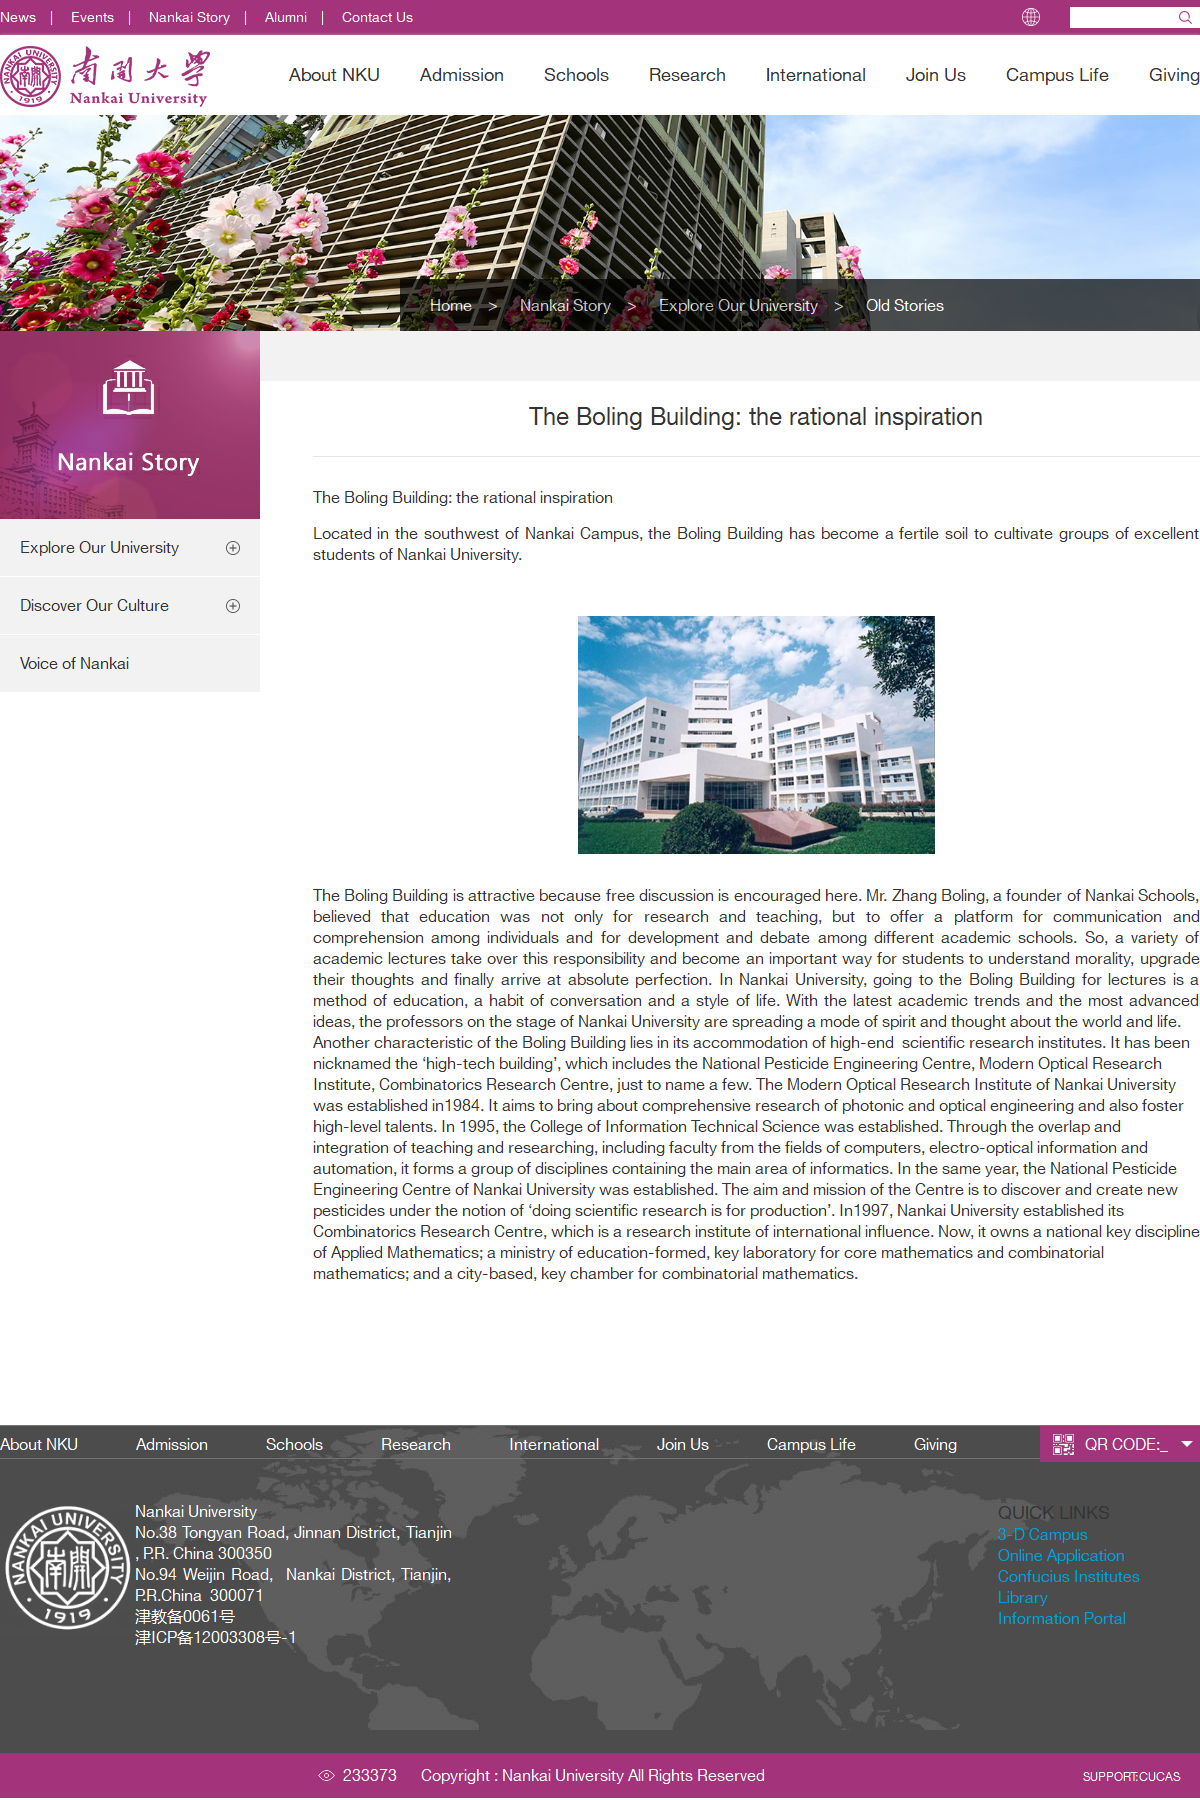 News | Events | Nankai Story | Alumni | Contact Us
NANKAI UNIVERSITY 南開 1919
南開大學
Nankai University
About NKU Admission Schools Research International Join Us Campus Life Giving
Home > Nankai Story > Explore Our University > Old Stories
Nankai Story
Explore Our University
Discover Our Culture
Voice of Nankai
The Boling Building: the rational inspiration
The Boling Building: the rational inspiration
Located in the southwest of Nankai Campus, the Boling Building has become a fertile soil to cultivate groups of excellent
students of Nankai University.
The Boling Building is attractive because free discussion is encouraged here. Mr. Zhang Boling, a founder of Nankai Schools,
believed that education was not only for research and teaching, but to offer a platform for communication and
comprehension among individuals and for development and debate among different academic schools. So, a variety of
academic lectures take over this responsibility and become an important way for students to understand morality, upgrade
their thoughts and finally arrive at absolute perfection. In Nankai University, going to the Boling Building for lectures is a
method of education, a habit of conversation and a style of life. With the latest academic trends and the most advanced
ideas, the professors on the stage of Nankai University are spreading a mode of spirit and thought about the world and life.
Another characteristic of the Boling Building lies in its accommodation of high-end  scientific research institutes. It has been
nicknamed the ‘high-tech building’, which includes the National Pesticide Engineering Centre, Modern Optical Research
Institute, Combinatorics Research Centre, just to name a few. The Modern Optical Research Institute of Nankai University
was established in1984. It aims to bring about comprehensive research of photonic and optical engineering and also foster
high-level talents. In 1995, the College of Information Technical Science was established. Through the overlap and
integration of teaching and researching, including faculty from the fields of computers, electro-optical information and
automation, it forms a group of disciplines containing the main area of informatics. In the same year, the National Pesticide
Engineering Centre of Nankai University was established. The aim and mission of the Centre is to discover and create new
pesticides under the notion of ‘doing scientific research is for production’. In1997, Nankai University established its
Combinatorics Research Centre, which is a research institute of international influence. Now, it owns a national key discipline
of Applied Mathematics; a ministry of education-formed, key laboratory for core mathematics and combinatorial
mathematics; and a city-based, key chamber for combinatorial mathematics.
About NKU Admission Schools Research International Join Us Campus Life Giving QR CODE:_
NANKAI UNIVERSITY 南開 1919
Nankai University
No.38 Tongyan Road, Jinnan District, Tianjin
, P.R. China 300350
No.94 Weijin Road,  Nankai District, Tianjin,
P.R.China  300071
津教备0061号
津ICP备12003308号-1
QUICK LINKS
3-D Campus
Online Application
Confucius Institutes
Library
Information Portal
233373 Copyright : Nankai University All Rights Reserved SUPPORT:CUCAS